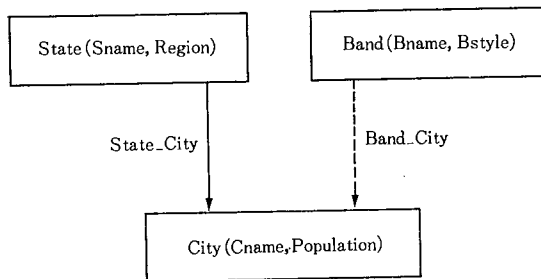 State (Sname, Region)
Band (Bname, Bstyle)
State_City
Band_City
City (Cname, Population)